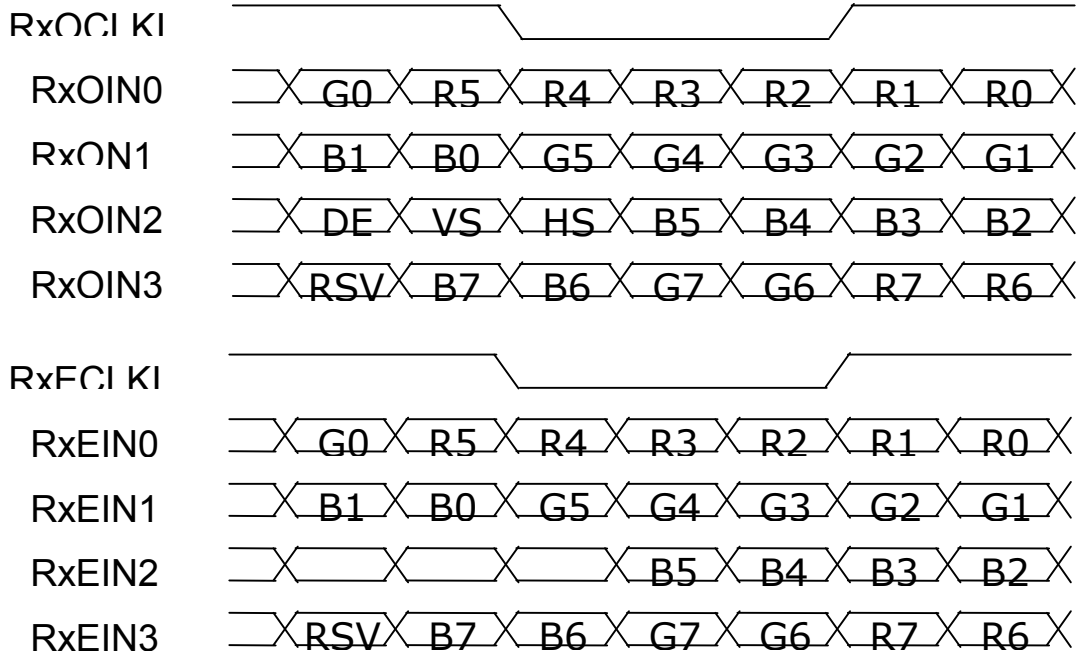 RxOCLKI
RxOIN0 G0 R5 R4 R3 R2 R1 R0
RxON1 B1 B0 G5 G4 G3 G2 G1
RxOIN2 DE VS HS B5 B4 B3 B2
RxOIN3 RSV B7 B6 G7 G6 R7 R6
RxECLKI
RxEIN0 G0 R5 R4 R3 R2 R1 R0
RxEIN1 B1 B0 G5 G4 G3 G2 G1
RxEIN2 B5 B4 B3 B2
RxEIN3 RSV B7 B6 G7 G6 R7 R6